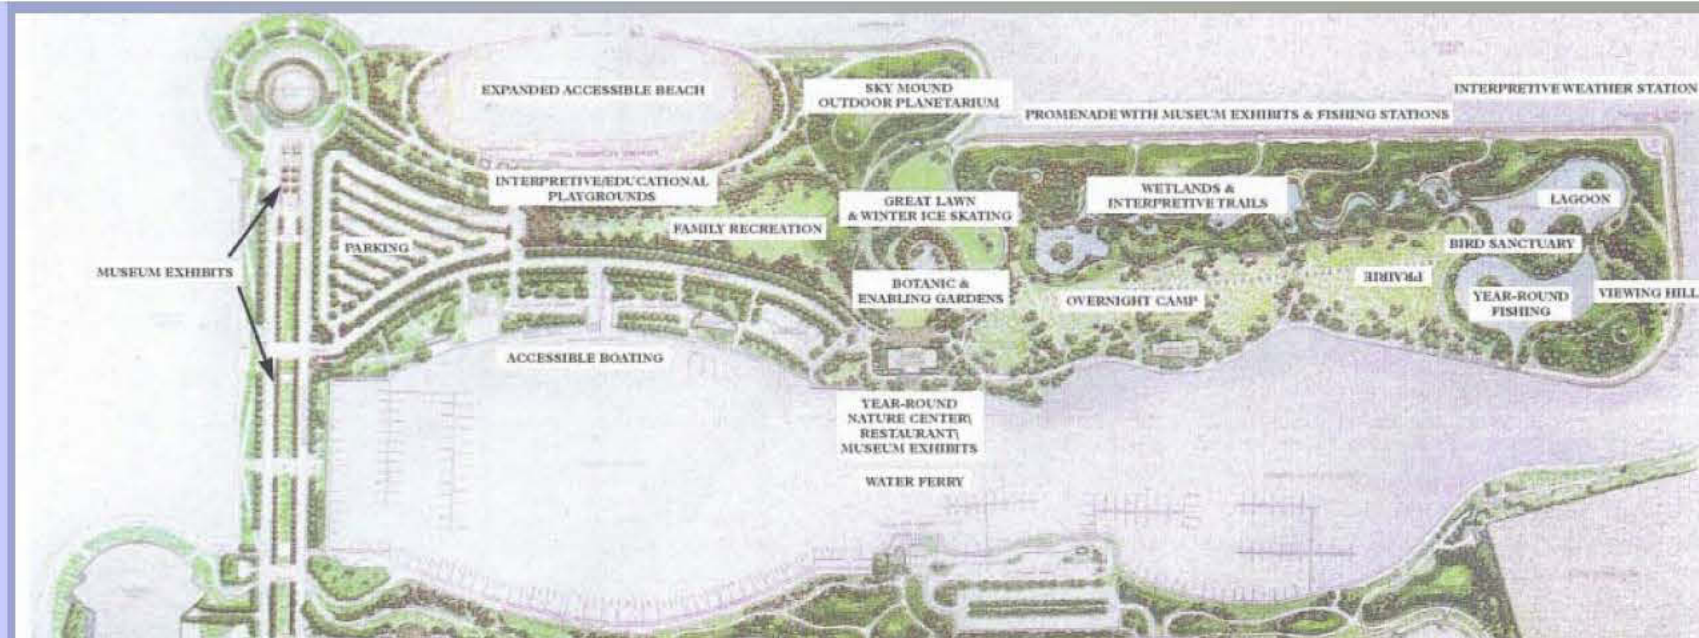 EXPANDED ACCESSIBLE BEACH
SKY MOUND
OUTDOOR PLANETARIUM
INTERPRETIVE WEATHER STATION
PROMENADE WITH MUSEUM EXHIBITS & FISHING STATIONS
INTERPRETIVE/EDUCATIONAL
PLAYGROUNDS
WETLANDS &
INTERPRETIVE TRAILS
LAGOON
GREAT LAWN
& WINTER ICE SKATING
FAMILY RECREATION
PARKING
BIRD SANCTUARY
MUSEUM EXHIBITS
PRAIRIE
BOTANIC &
ENABLING GARDENS
OVERNIGHT CAMP
YEAR-ROUND
FISHING
VIEWING HILL
ACCESSIBLE BOATING
YEAR-ROUND
NATURE CENTER\
RESTAURANT\
MUSEUM EXHIBITS
WATER FERRY